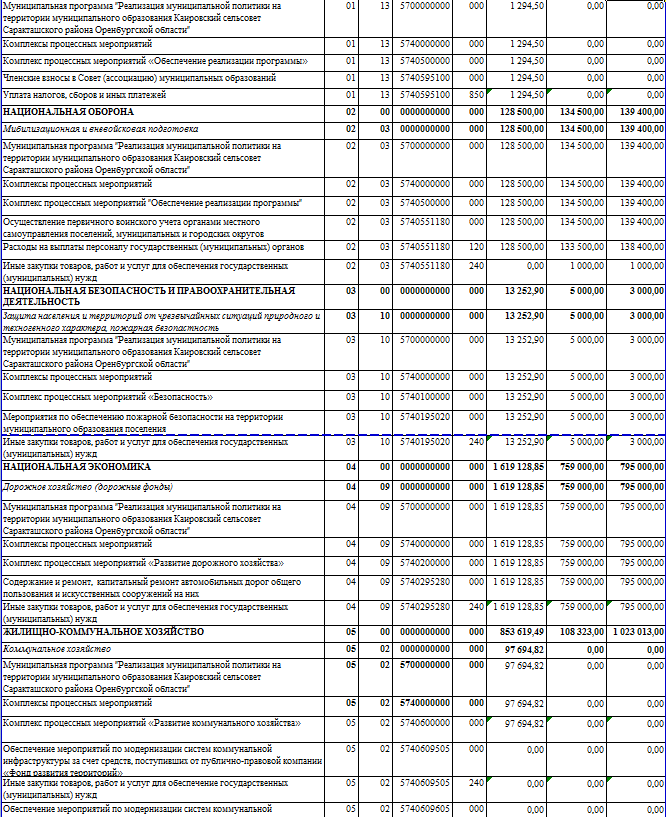 Муниципальная программа "Реализация муниципальной политики на 01 13 5700000000 000 1 294,50 0,00 0,00
территории муниципального образования Каировский сельсовет
Саракташского района Оренбургской области"
Комплексы процессных мероприятий 01 13 5740000000 000 1 294,50 0,00 0,00
Комплекс процессных мероприятий «Обеспечение реализации программы» 01 13 5740500000 000 1 294,50 0,00 0,00
Членские взносы в Совет (ассоциацию) муниципальных образований 01 13 5740595100 000 1 294,50 0,00 0,00
Уплата налогов, сборов и иных платежей 01 13 5740595100 850 1 294,50 0,00 0,00
НАЦИОНАЛЬНАЯ ОБОРОНА 02 00 0000000000 000 128 500,00 134 500,00 139 400,00
Мобилизационная и вневойсковая подготовка 02 03 0000000000 000 128 500,00 134 500,00 139 400,00
Муниципальная программа "Реализация муниципальной политики на 02 03 5700000000 000 128 500,00 134 500,00 139 400,00
территории муниципального образования Каировский сельсовет
Саракташского района Оренбургской области"
Комплексы процессных мероприятий 02 03 5740000000 000 128 500,00 134 500,00 139 400,00
Комплекс процессных мероприятий "Обеспечение реализации программы" 02 03 5740500000 000 128 500,00 134 500,00 139 400,00
Осуществление первичного воинского учета органами местного 02 03 5740551180 000 128 500,00 134 500,00 139 400,00
самоуправления поселений, муниципальных и городских округов
Расходы на выплаты персоналу государственных (муниципальных) органов 02 03 5740551180 120 128 500,00 133 500,00 138 400,00
Иные закупки товаров, работ и услуг для обеспечения государственных 02 03 5740551180 240 0,00 1 000,00 1 000,00
(муниципальных) нужд
НАЦИОНАЛЬНАЯ БЕЗОПАСНОСТЬ И ПРАВООХРАНИТЕЛЬНАЯ 03 00 0000000000 000 13 252,90 5 000,00 3 000,00
ДЕЯТЕЛЬНОСТЬ
Защита населения и территорий от чрезвычайных ситуаций природного и 03 10 0000000000 000 13 252,90 5 000,00 3 000,00
техногенного характера, пожарная безопасность
Муниципальная программа "Реализация муниципальной политики на 03 10 5700000000 000 13 252,90 5 000,00 3 000,00
территории муниципального образования Каировский сельсовет
Саракташского района Оренбургской области"
Комплексы процессных мероприятий 03 10 5740000000 000 13 252,90 5 000,00 3 000,00
Комплекс процессных мероприятий «Безопасность» 03 10 5740100000 000 13 252,90 5 000,00 3 000,00
Мероприятия по обеспечению пожарной безопасности на территории 03 10 5740195020 000 13 252,90 5 000,00 3 000,00
муниципального образования поселения
Иные закупки товаров, работ и услуг для обеспечения государственных 03 10 5740195020 240 13 252,90 5 000,00 3 000,00
(муниципальных) нужд
НАЦИОНАЛЬНАЯ ЭКОНОМИКА 04 00 0000000000 000 1 619 128,85 759 000,00 795 000,00
Дорожное хозяйство (дорожные фонды) 04 09 0000000000 000 1 619 128,85 759 000,00 795 000,00
Муниципальная программа "Реализация муниципальной политики на 04 09 5700000000 000 1 619 128,85 759 000,00 795 000,00
территории муниципального образования Каировский сельсовет
Саракташского района Оренбургской области"
Комплексы процессных мероприятий 04 09 5740000000 000 1 619 128,85 759 000,00 795 000,00
Комплекс процессных мероприятий «Развитие дорожного хозяйства» 04 09 5740200000 000 1 619 128,85 759 000,00 795 000,00
Содержание и ремонт, капитальный ремонт автомобильных дорог общего 04 09 5740295280 000 1 619 128,85 759 000,00 795 000,00
пользования и искусственных сооружений на них
Иные закупки товаров, работ и услуг для обеспечения государственных 04 09 5740295280 240 1 619 128,85 759 000,00 795 000,00
(муниципальных) нужд
ЖИЛИЩНО-КОММУНАЛЬНОЕ ХОЗЯЙСТВО 05 00 0000000000 000 853 619,49 108 323,00 1 023 013,00
Коммунальное хозяйство 05 02 0000000000 000 97 694,82 0,00 0,00
Муниципальная программа "Реализация муниципальной политики на 05 02 5700000000 000 97 694,82 0,00 0,00
территории муниципального образования Каировский сельсовет
Саракташского района Оренбургской области"
Комплексы процессных мероприятий 05 02 5740000000 000 97 694,82 0,00 0,00
Комплекс процессных мероприятий «Развитие коммунального хозяйства» 05 02 5740600000 000 97 694,82 0,00 0,00
Обеспечение мероприятий по модернизации систем коммунальной 05 02 5740609505 000 0,00 0,00 0,00
инфраструктуры за счет средств, поступивших от публично-правовой компании
«Фонд развития территорий»
Иные закупки товаров, работ и услуг для обеспечения государственных 05 02 5740609505 240 0,00 0,00 0,00
(муниципальных) нужд
Обеспечение мероприятий по модернизации систем коммунальной 05 02 5740609605 000 0,00 0,00 0,00